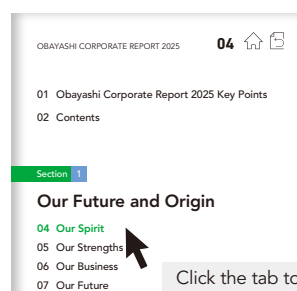 OBAYASHI CORPORATE REPORT 2025 04
01 Obayashi Corporate Report 2025 Key Points
02 Contents
Section 1
Our Future and Origin
04 Our Spirit
05 Our Strengths
06 Our Business
07 Our Future
Click the tab to